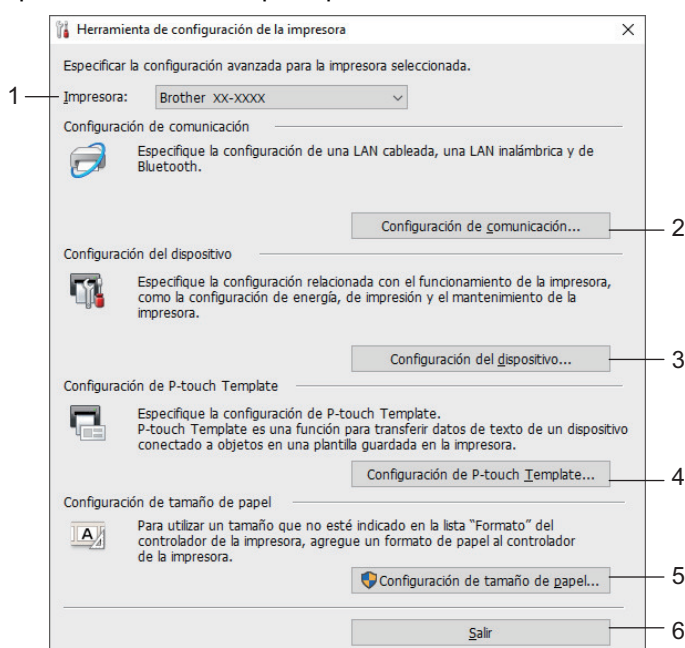 Herramienta de configuración de la impresora
Especificar la configuración avanzada para la impresora seleccionada.
1
Impresora: Brother XX-XXXX
Configuración de comunicación
Especifique la configuración de una LAN cableada, una LAN inalámbrica y de
Bluetooth.
Configuración de comunicación...
2
Configuración del dispositivo
Especifique la configuración relacionada con el funcionamiento de la impresora,
como la configuración de energía, de impresión y el mantenimiento de la
impresora.
Configuración del dispositivo...
3
Configuración de P-touch Template
Especifique la configuración de P-touch Template.
P-touch Template es una función para transferir datos de texto de un dispositivo
conectado a objetos en una plantilla guardada en la impresora.
Configuración de P-touch Template...
4
Configuración de tamaño de papel
A
Para utilizar un tamaño que no esté indicado en la lista "Formato" del
controlador de la impresora, agregue un formato de papel al controlador
de la impresora.
Configuración de tamaño de papel...
5
Salir
6